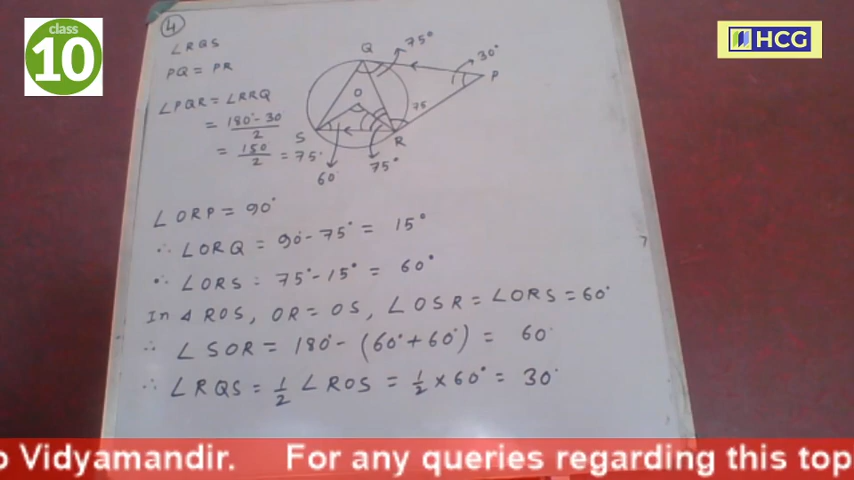 class
10
HCG
4
∠RQS
PQ = PR
∠PQR = ∠RRQ
= 180° - 30 / 2
= 150 / 2 = 75°
Q
75°
30°
P
O
75
S
R
60°
75°
∠ORP = 90°
∴ ∠ORQ = 90° - 75° = 15°
∴ ∠ORS = 75° - 15° = 60°
In △ ROS, OR = OS, ∠OSR = ∠ORS = 60°
∴ ∠SOR = 180° - (60° + 60°) = 60°
∴ ∠RQS = 1/2 ∠ROS = 1/2 × 60° = 30°
o Vidyamandir. For any queries regarding this top